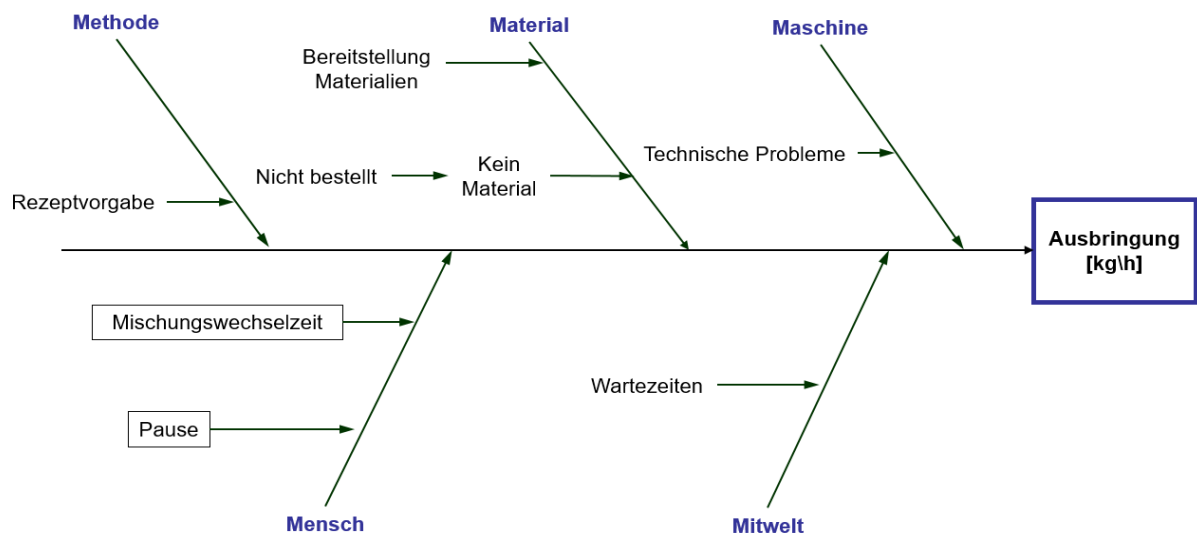 Methode
Material
Maschine
Bereitstellung
Materialien
Technische Probleme
Nicht bestellt
Kein
Material
Rezeptvorgabe
Ausbringung
[kg\h]
Mischungswechselzeit
Wartezeiten
Pause
Mensch
Mitwelt